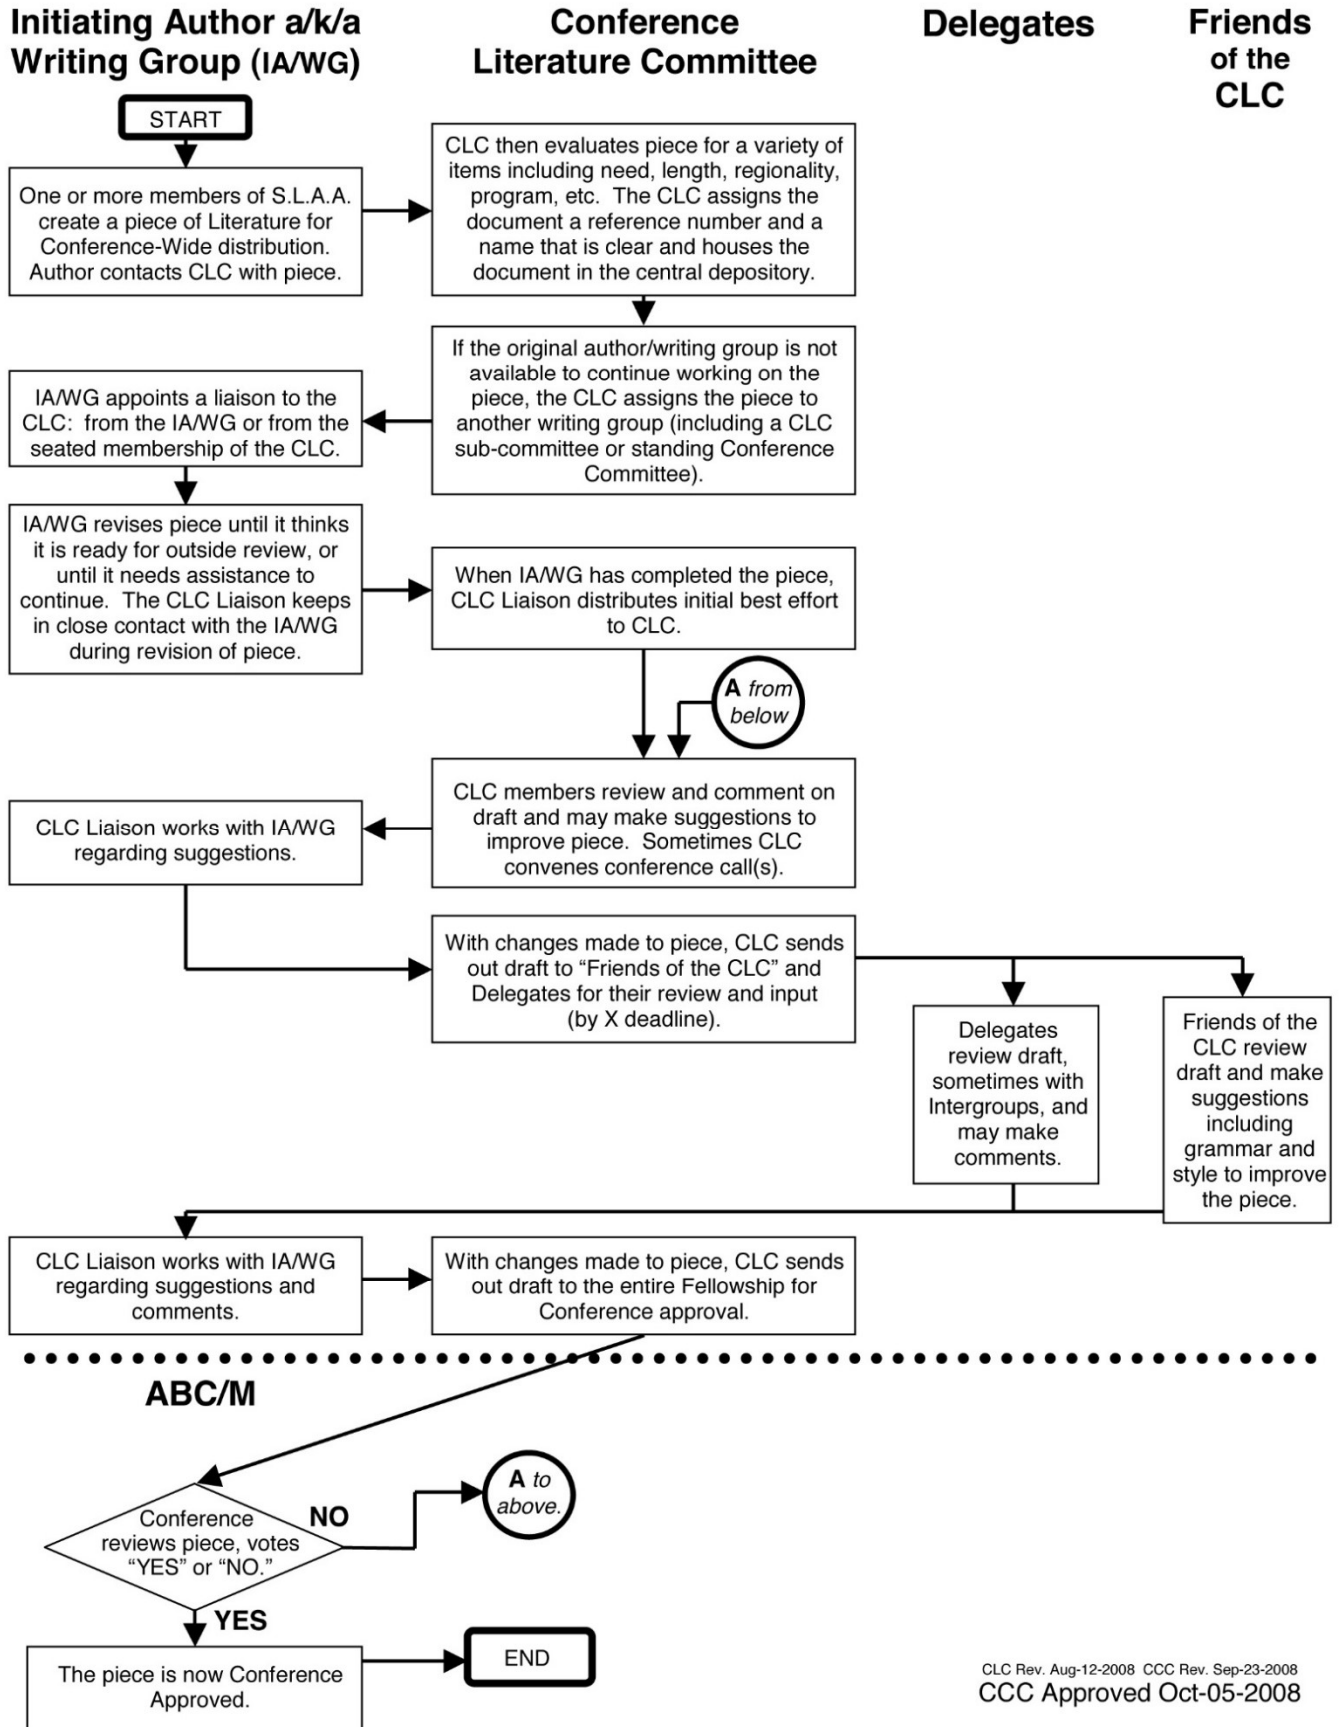 Initiating Author a/k/a
Writing Group (IA/WG)
Conference
Literature Committee
Delegates
Friends
of the
CLC
START
One or more members of S.L.A.A.
create a piece of Literature for
Conference-Wide distribution.
Author contacts CLC with piece.
CLC then evaluates piece for a variety of
items including need, length, regionality,
program, etc.  The CLC assigns the
document a reference number and a
name that is clear and houses the
document in the central depository.
If the original author/writing group is not
available to continue working on the
piece, the CLC assigns the piece to
another writing group (including a CLC
sub-committee or standing Conference
Committee).
IA/WG appoints a liaison to the
CLC:  from the IA/WG or from the
seated membership of the CLC.
IA/WG revises piece until it thinks
it is ready for outside review, or
until it needs assistance to
continue.  The CLC Liaison keeps
in close contact with the IA/WG
during revision of piece.
When IA/WG has completed the piece,
CLC Liaison distributes initial best effort
to CLC.
A from
below
CLC members review and comment on
draft and may make suggestions to
improve piece.  Sometimes CLC
convenes conference call(s).
CLC Liaison works with IA/WG
regarding suggestions.
With changes made to piece, CLC sends
out draft to “Friends of the CLC” and
Delegates for their review and input
(by X deadline).
Delegates
review draft,
sometimes with
Intergroups, and
may make
comments.
Friends of the
CLC review
draft and make
suggestions
including
grammar and
style to improve
the piece.
CLC Liaison works with IA/WG
regarding suggestions and
comments.
With changes made to piece, CLC sends
out draft to the entire Fellowship for
Conference approval.
ABC/M
Conference
reviews piece, votes
“YES” or “NO.”
NO
A to
above.
YES
The piece is now Conference
Approved.
END
CLC Rev. Aug-12-2008  CCC Rev. Sep-23-2008
CCC Approved Oct-05-2008